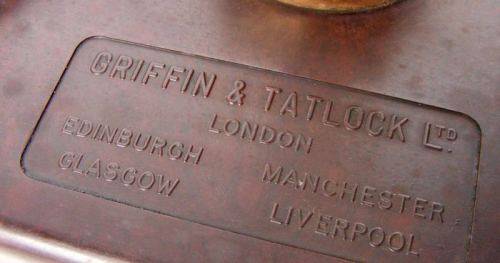 GRIFFIN & TATLOCK LTD.
LONDON
EDINBURGH MANCHESTER
GLASGOW LIVERPOOL